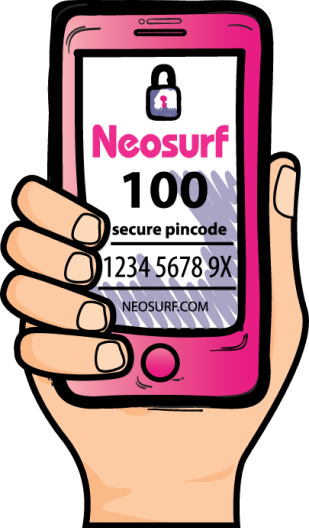 Neosurf
100
secure pincode
1234 5678 9X
NEOSURF.COM